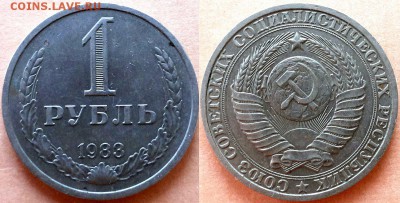 COINS.LAVE.RU
1
РУБЛЬ
1983
СОЮЗ СОВЕТСКИХ СОЦИАЛИСТИЧЕСКИХ РЕСПУБЛИК